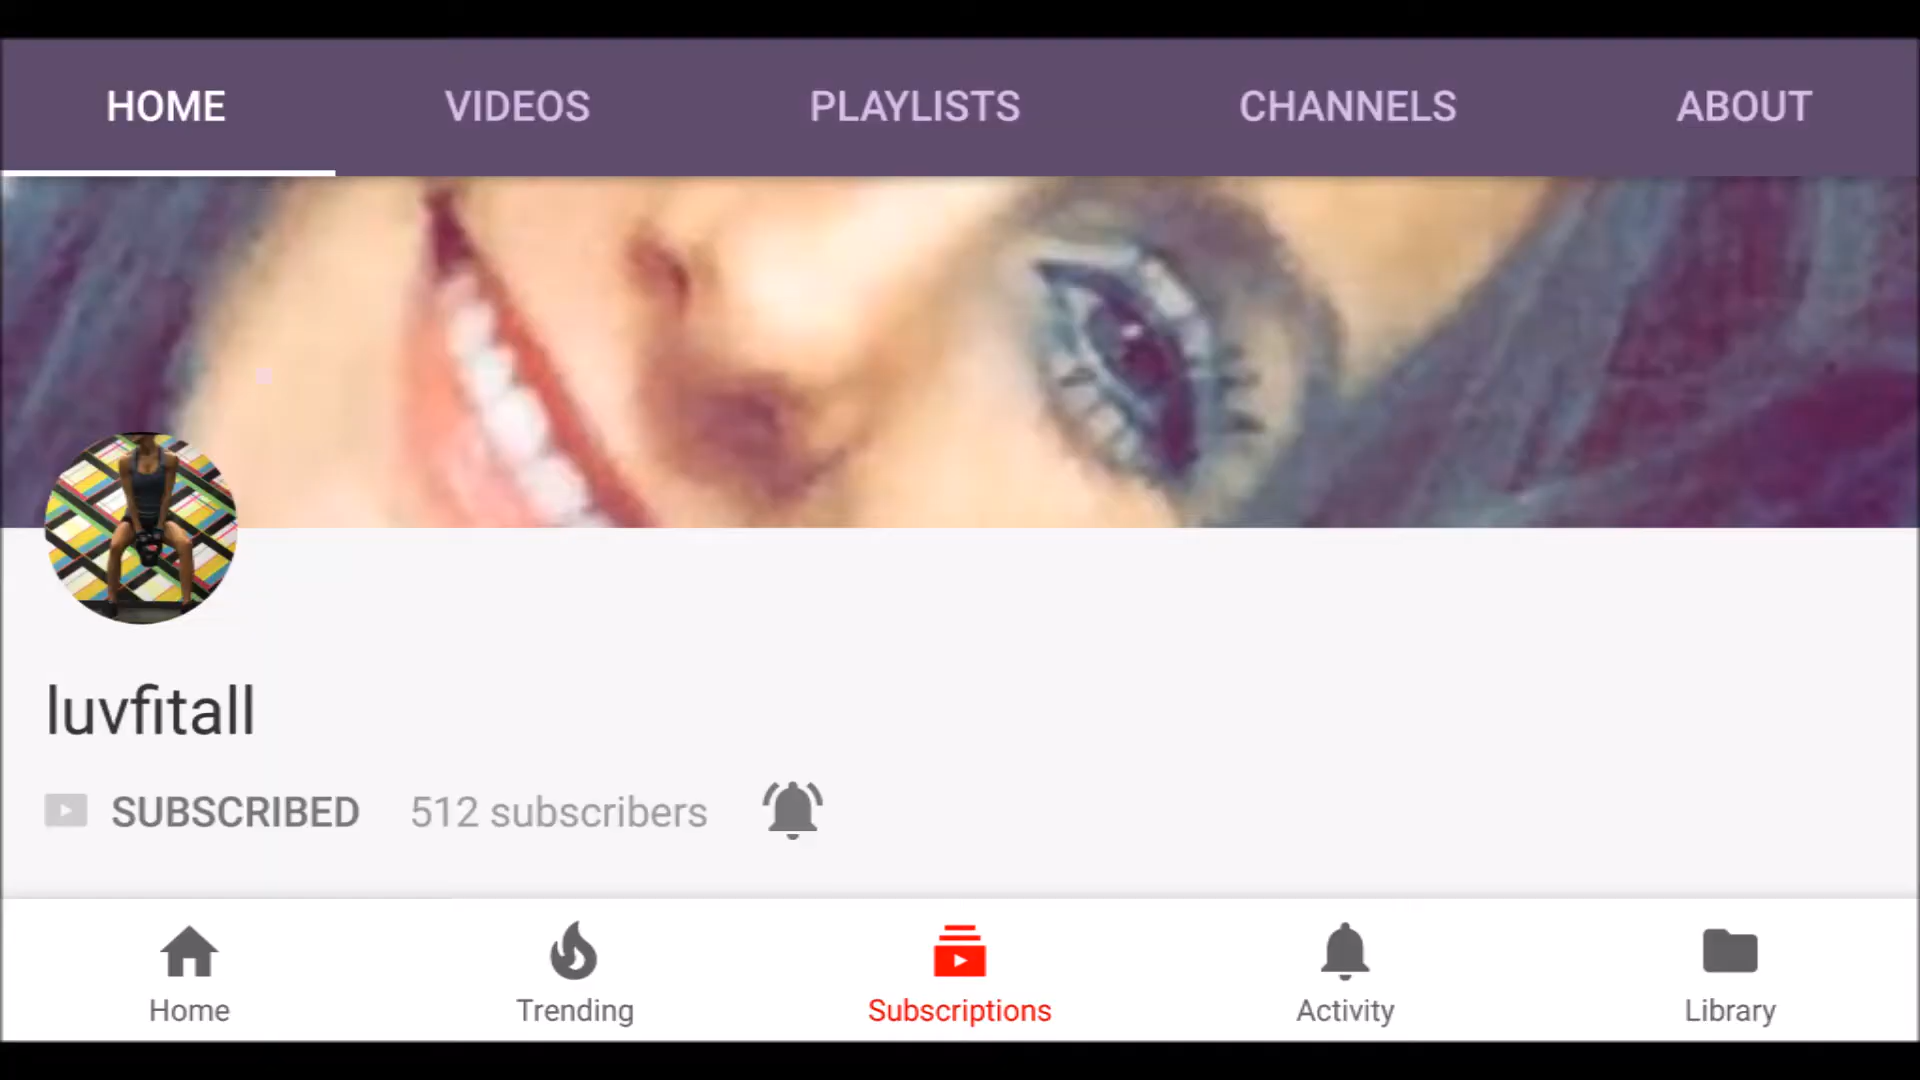 HOME VIDEOS PLAYLISTS CHANNELS ABOUT
luvfitall
SUBSCRIBED 512 subscribers
Home Trending Subscriptions Activity Library